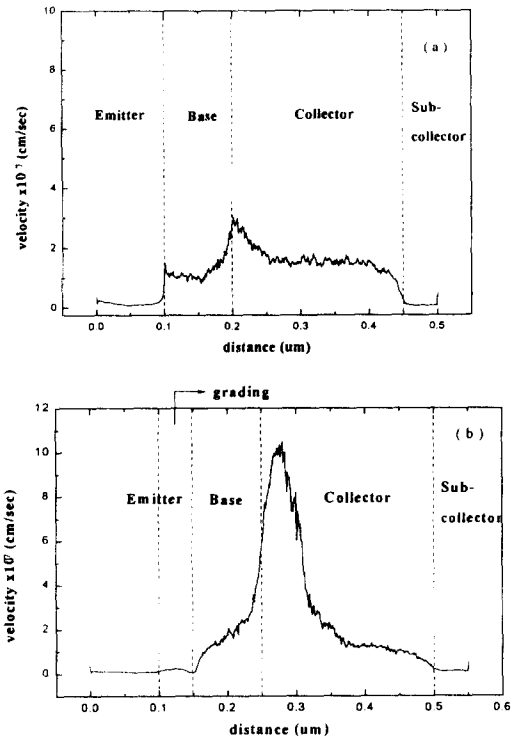 10
(a)
8
Emitter
Base
Collector
Sub-
collector
6
4
2
0
velocity x10⁷ (cm/sec)
0.0 0.1 0.2 0.3 0.4 0.5
distance (um)
grading
12
(b)
10
Emitter
Base
Collector
Sub-
collector
8
6
4
2
0
velocity x10⁷ (cm/sec)
0.0 0.1 0.2 0.3 0.4 0.5 0.6
distance (um)